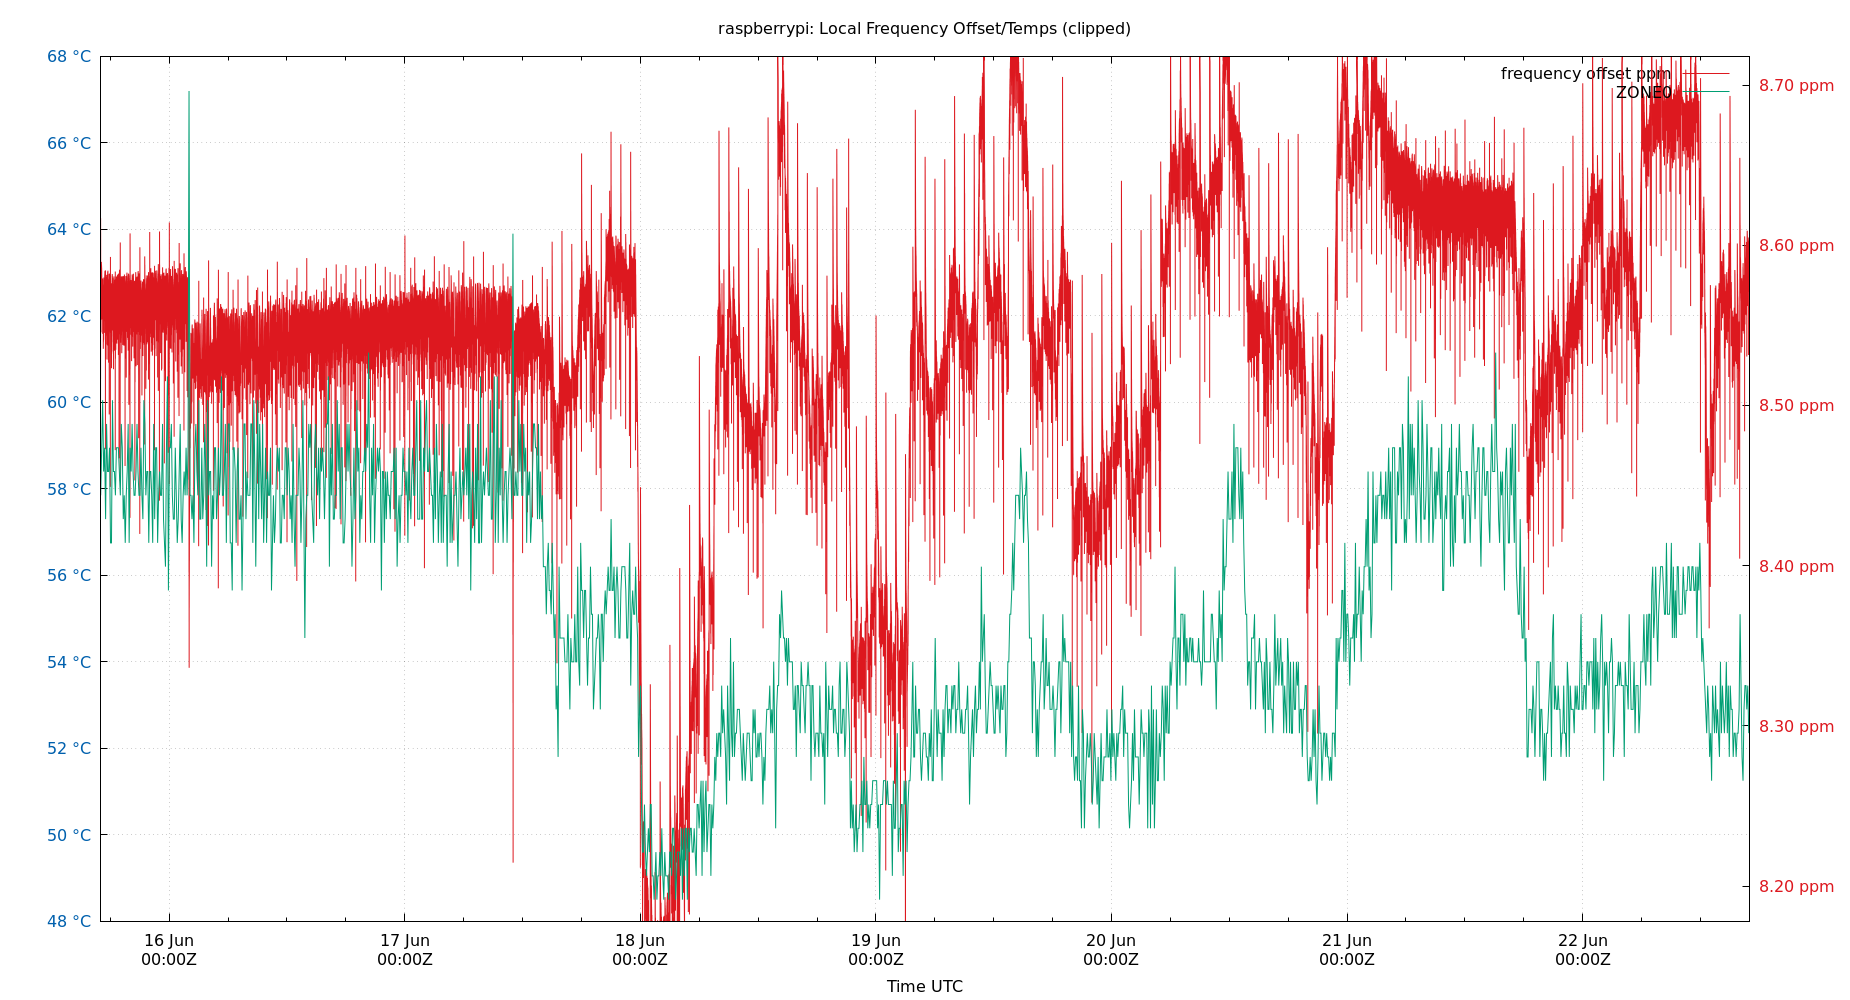 raspberrypi: Local Frequency Offset/Temps (clipped)
68 °C
66 °C
64 °C
62 °C
60 °C
58 °C
56 °C
54 °C
52 °C
50 °C
48 °C
frequency offset ppm
ZONE0
8.70 ppm
8.60 ppm
8.50 ppm
8.40 ppm
8.30 ppm
8.20 ppm
16 Jun 17 Jun 18 Jun 19 Jun 20 Jun 21 Jun 22 Jun
00:00Z 00:00Z 00:00Z 00:00Z 00:00Z 00:00Z 00:00Z
Time UTC